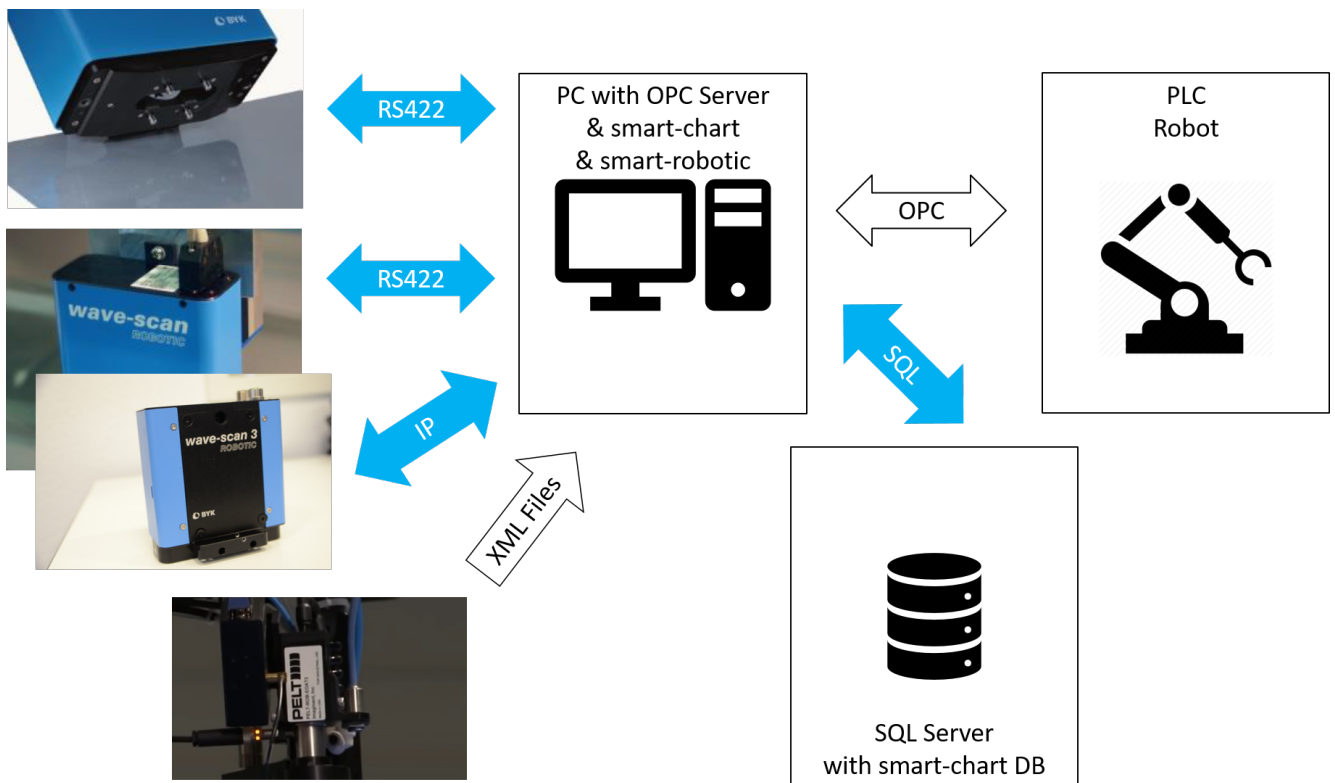 BYK
RS422
PC with OPC Server
& smart-chart
& smart-robotic
PLC
Robot
OPC
wave-scan
ROBOTIC
RS422
SQL
IP
wave-scan 3
ROBOTIC
BYK
XML Files
PELT
SQL Server
with smart-chart DB